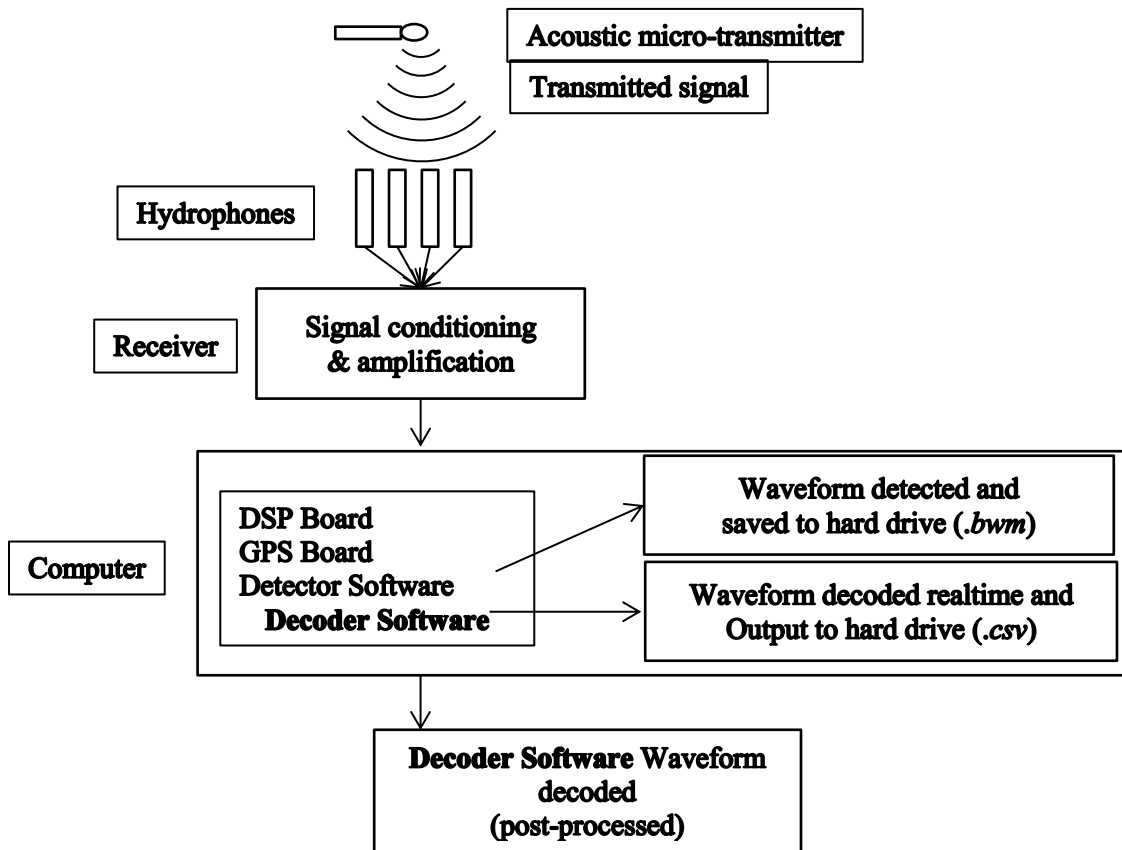 Acoustic micro-transmitter
Transmitted signal
Hydrophones
Receiver
Signal conditioning
& amplification
Computer
DSP Board
GPS Board
Detector Software
Decoder Software
Waveform detected and
saved to hard drive (.bwm)
Waveform decoded realtime and
Output to hard drive (.csv)
Decoder Software Waveform
decoded
(post-processed)